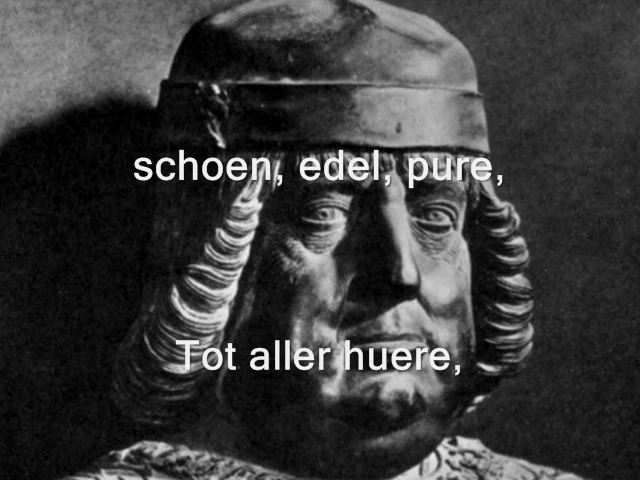 schoen, edel, pure,
Tot aller huere,